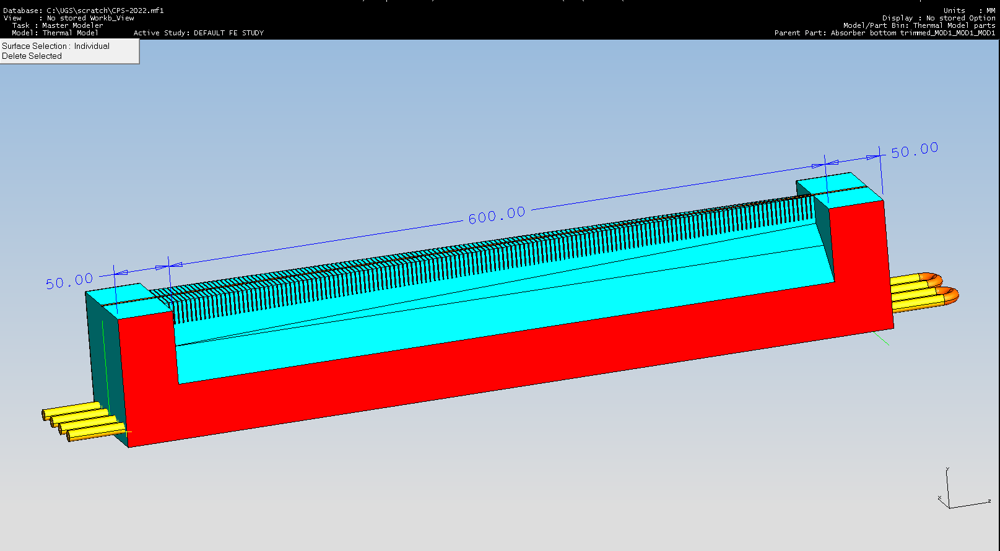 Database: C:\UGS\scratch\CPS-2022.mf1
Units : MM
View : No stored Workb_View
Display : No stored Option
Task : Master Modeler
Model/Part Bin: Thermal Model parts
Model: Thermal Model
Active Study: DEFAULT FE STUDY
Parent Part: Absorber bottom trimmed_MOD1_MOD1_MOD1
Surface Selection : Individual
Delete Selected
50.00
600.00
50.00
Y
X
Z